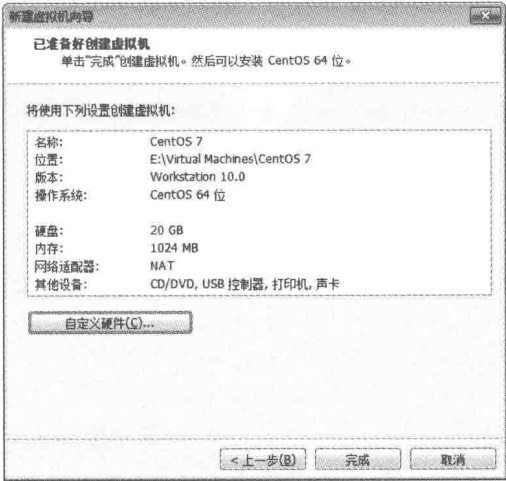 新建虚拟机向导
已准备好创建虚拟机
单击"完成"创建虚拟机。然后可以安装 CentOS 64 位。
将使用下列设置创建虚拟机:
名称: CentOS 7
位置: E:\Virtual Machines\CentOS 7
版本: Workstation 10.0
操作系统: CentOS 64 位
硬盘: 20 GB
内存: 1024 MB
网络适配器: NAT
其他设备: CD/DVD, USB 控制器, 打印机, 声卡
自定义硬件(C)...
< 上一步(B) 完成 取消